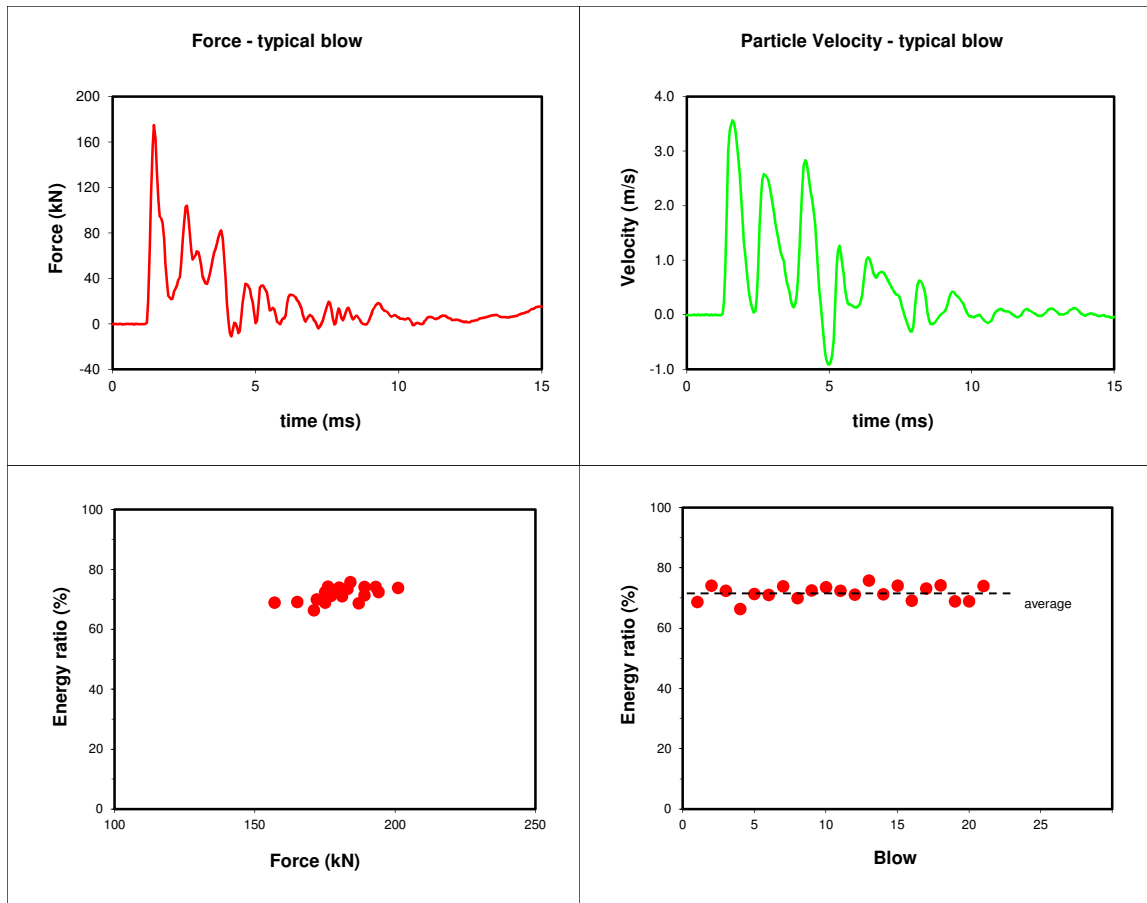 Force - typical blow
Force (kN)
200
160
120
80
40
0
-40
0 5 10 15
time (ms)
Particle Velocity - typical blow
Velocity (m/s)
4.0
3.0
2.0
1.0
0.0
-1.0
0 5 10 15
time (ms)
Energy ratio (%)
100
80
60
40
20
0
100 150 200 250
Force (kN)
Energy ratio (%)
100
80
60
40
20
0
average
0 5 10 15 20 25
Blow